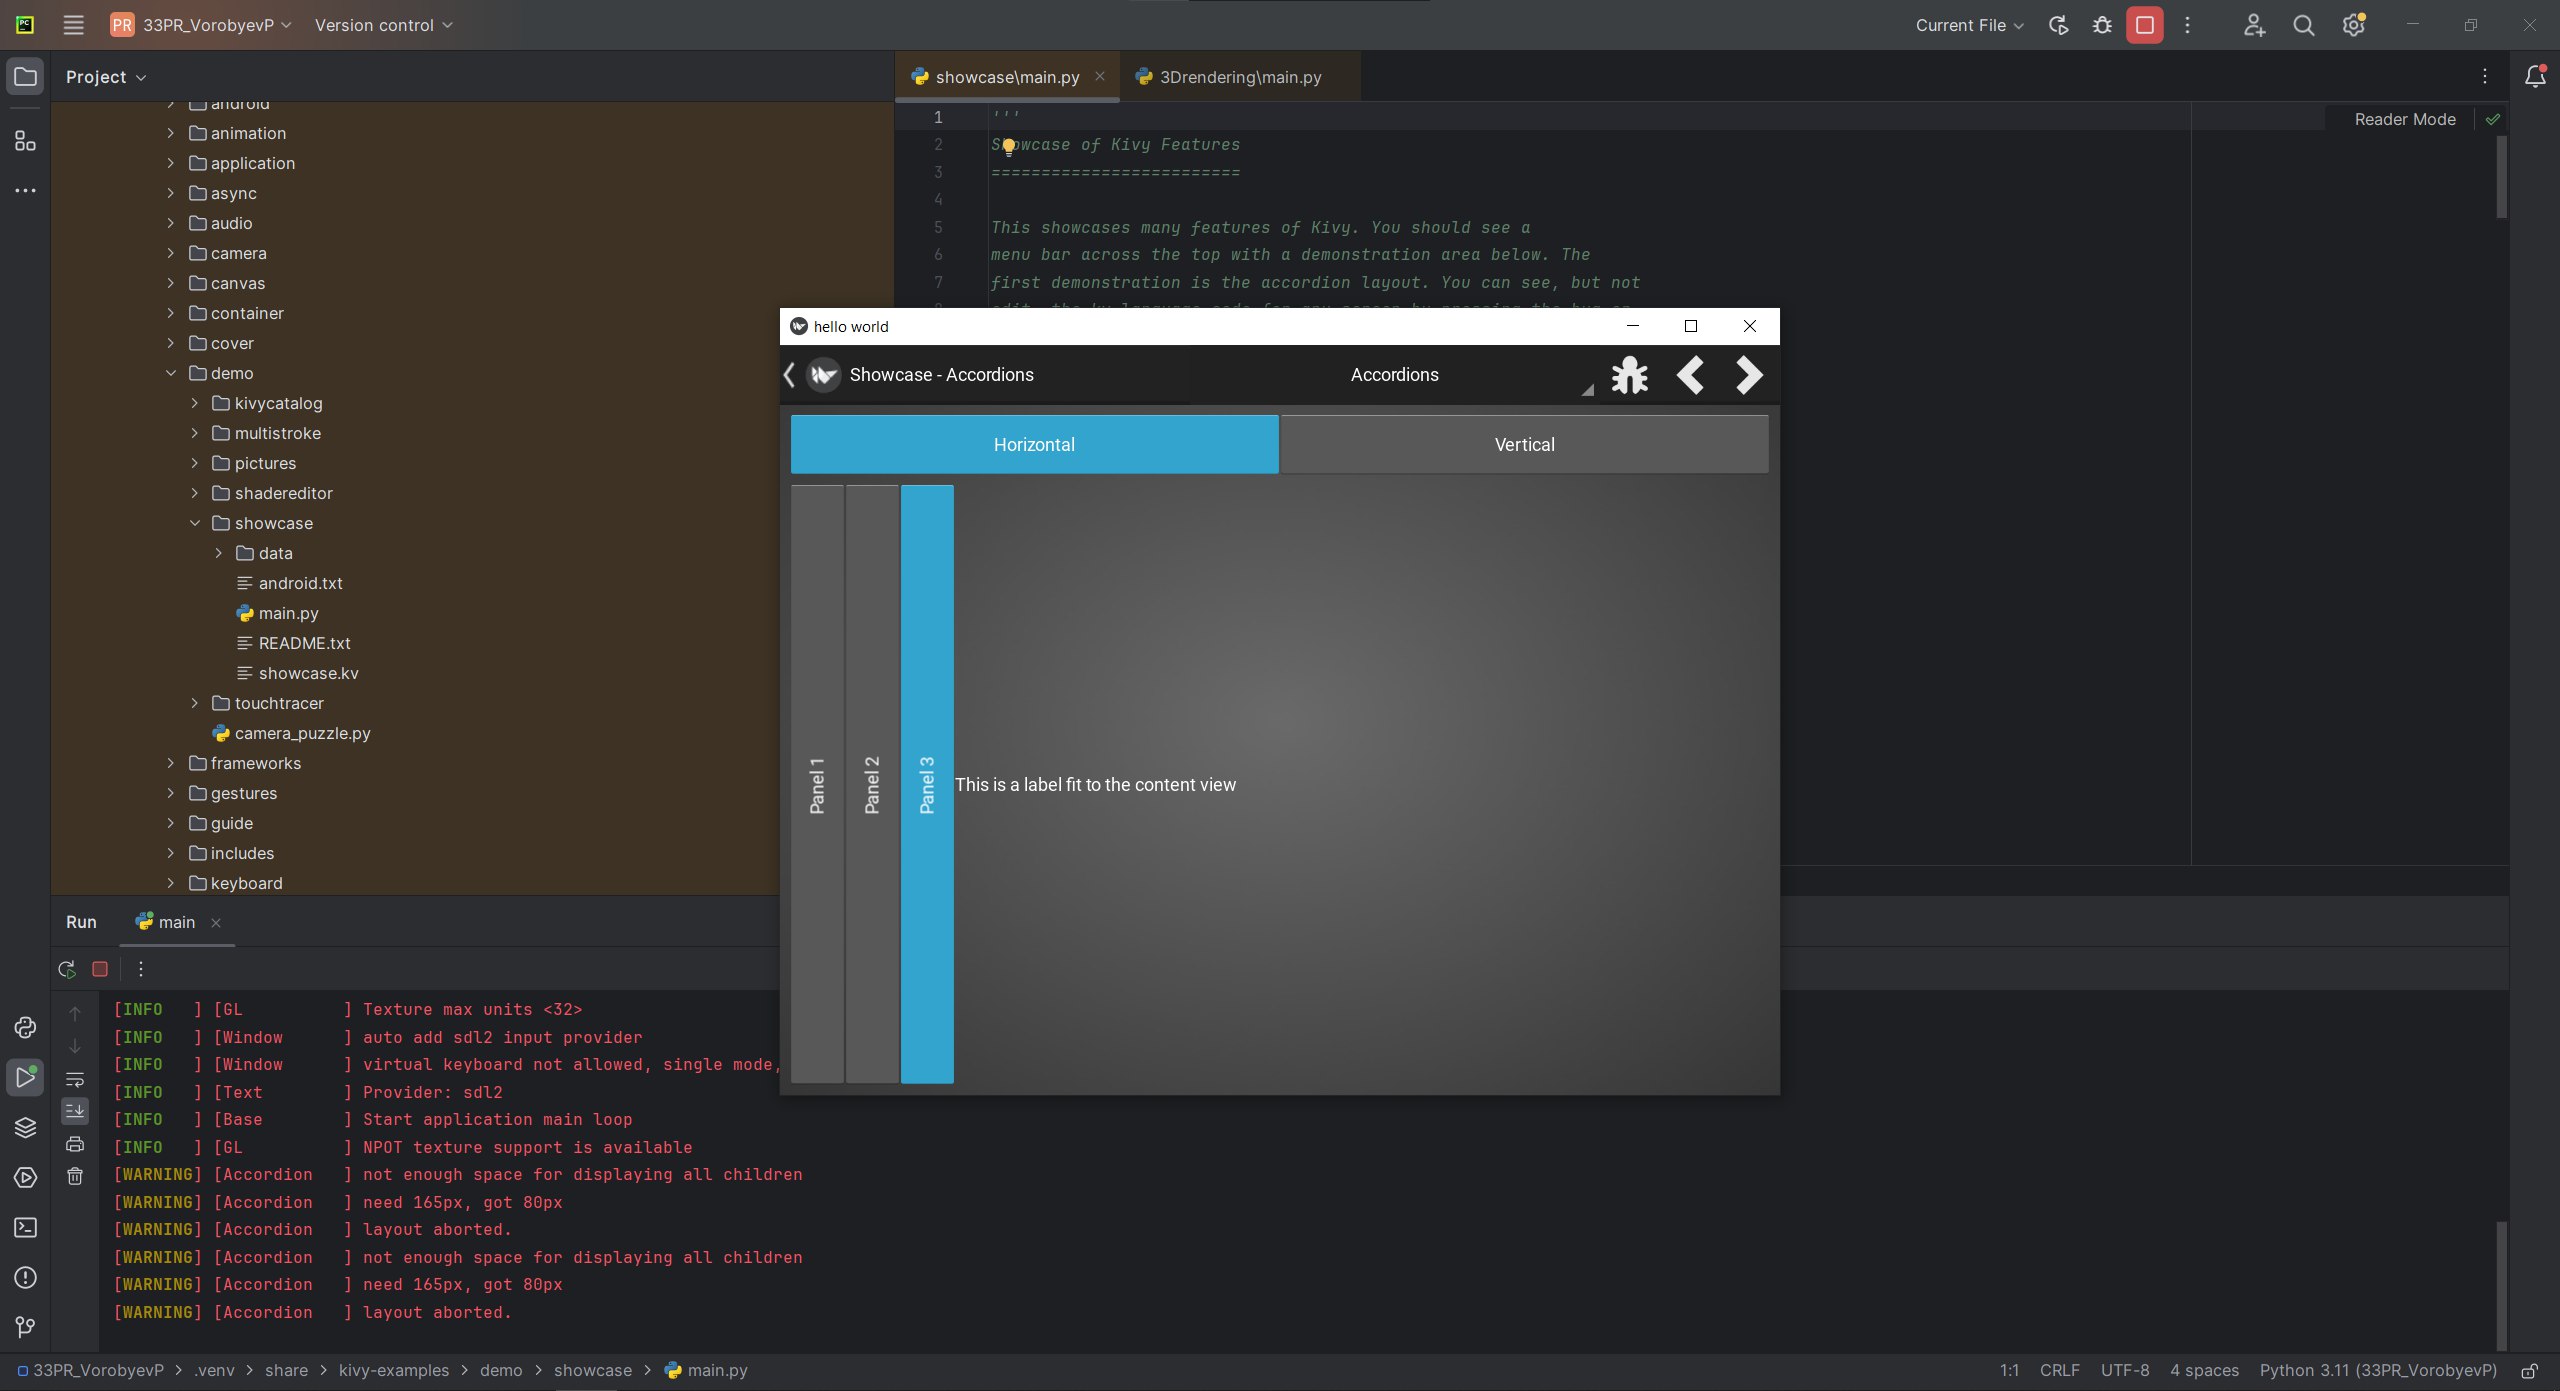 PC
PR 33PR_VorobyevP
Version control
Current File
Project
showcase\main.py
3Drendering\main.py
Reader Mode
android
animation
application
async
audio
camera
canvas
container
cover
demo
kivycatalog
multistroke
pictures
shadereditor
showcase
data
android.txt
main.py
README.txt
showcase.kv
touchtracer
camera_puzzle.py
frameworks
gestures
guide
includes
keyboard
1 '''
2 Showcase of Kivy Features
3 =========================
4
5 This showcases many features of Kivy. You should see a
6 menu bar across the top with a demonstration area below. The
7 first demonstration is the accordion layout. You can see, but not
hello world
Showcase - Accordions
Accordions
Horizontal
Vertical
Panel 1
Panel 2
Panel 3
This is a label fit to the content view
Run
main
[INFO   ] [GL          ] Texture max units <32>
[INFO   ] [Window      ] auto add sdl2 input provider
[INFO   ] [Window      ] virtual keyboard not allowed, single mode,
[INFO   ] [Text        ] Provider: sdl2
[INFO   ] [Base        ] Start application main loop
[INFO   ] [GL          ] NPOT texture support is available
[WARNING] [Accordion   ] not enough space for displaying all children
[WARNING] [Accordion   ] need 165px, got 80px
[WARNING] [Accordion   ] layout aborted.
[WARNING] [Accordion   ] not enough space for displaying all children
[WARNING] [Accordion   ] need 165px, got 80px
[WARNING] [Accordion   ] layout aborted.
33PR_VorobyevP > .venv > share > kivy-examples > demo > showcase > main.py
1:1 CRLF UTF-8 4 spaces Python 3.11 (33PR_VorobyevP)